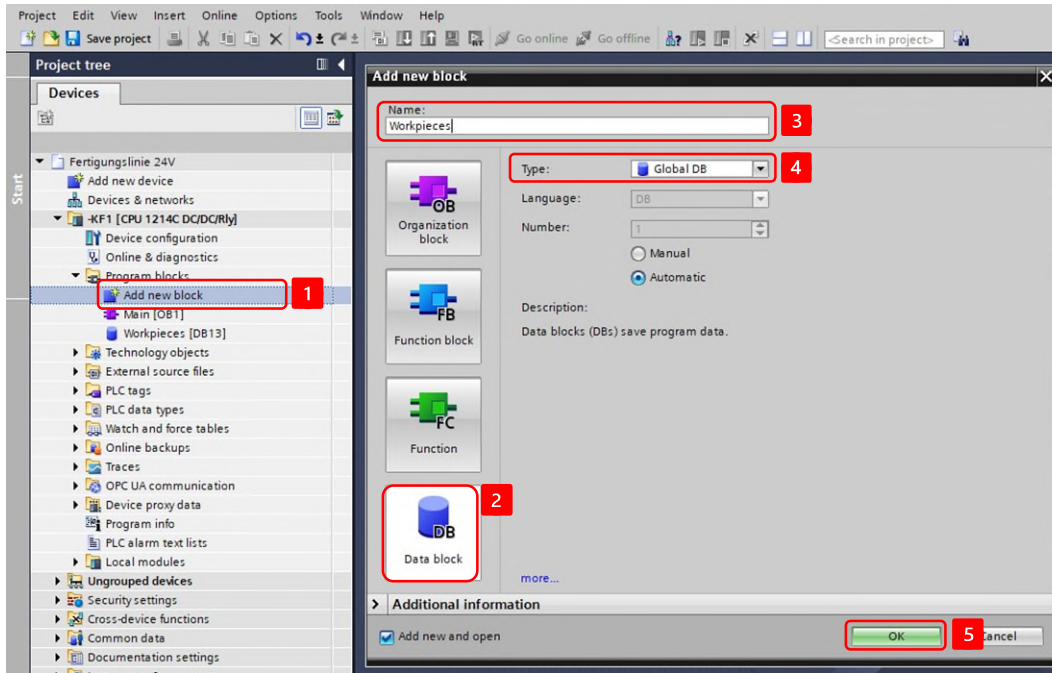 Project Edit View Insert Online Options Tools Window Help
Save project Go online Go offline <Search in project>
Start
Project tree
Devices
Fertigungslinie 24V
Add new device
Devices & networks
-KF1 [CPU 1214C DC/DC/Rly]
Device configuration
Online & diagnostics
Program blocks
Add new block
1
Main [OB1]
Workpieces [DB13]
Technology objects
External source files
PLC tags
PLC data types
Watch and force tables
Online backups
Traces
OPC UA communication
Device proxy data
Program info
PLC alarm text lists
Local modules
Ungrouped devices
Security settings
Cross-device functions
Common data
Documentation settings
Add new block
Name:
Workpieces
3
OB
Organization
block
FB
Function block
FC
Function
2
DB
Data block
Type: Global DB
4
Language: DB
Number: 1
Manual
Automatic
Description:
Data blocks (DBs) save program data.
more...
Additional information
Add new and open
OK
5
Cancel